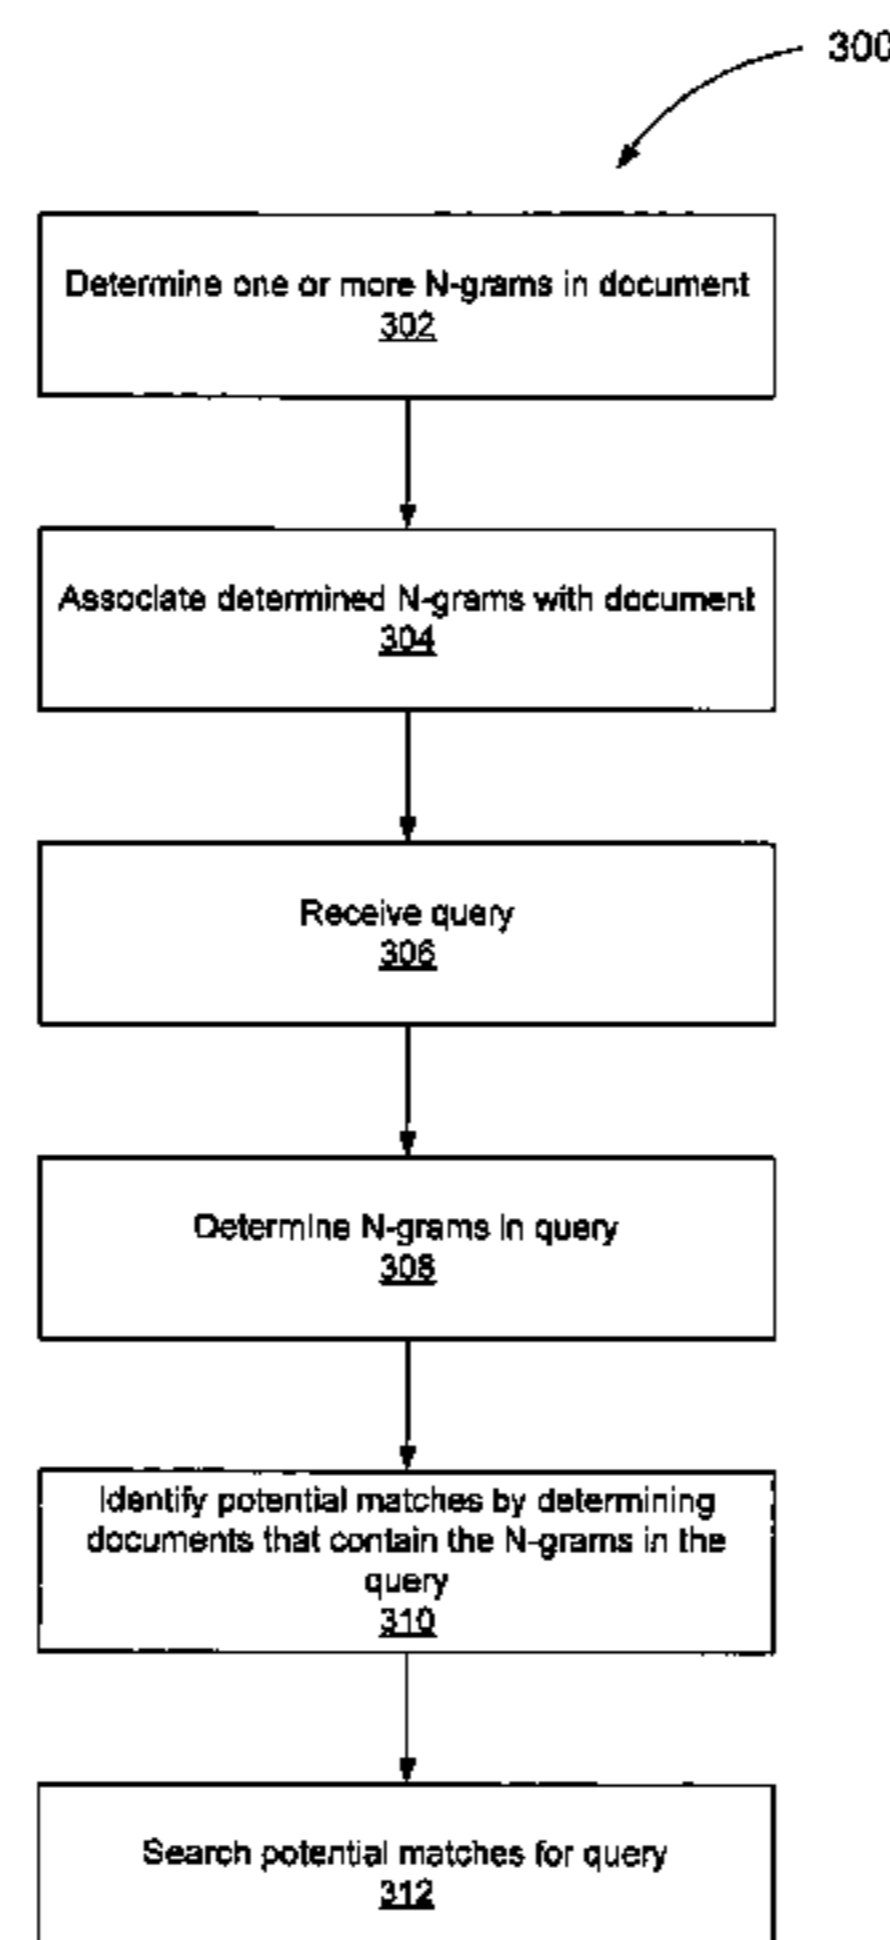 300
Determine one or more N-grams in document
302
Associate determined N-grams with document
304
Receive query
306
Determine N-grams in query
308
Identify potential matches by determining
documents that contain the N-grams in the
query
310
Search potential matches for query
312